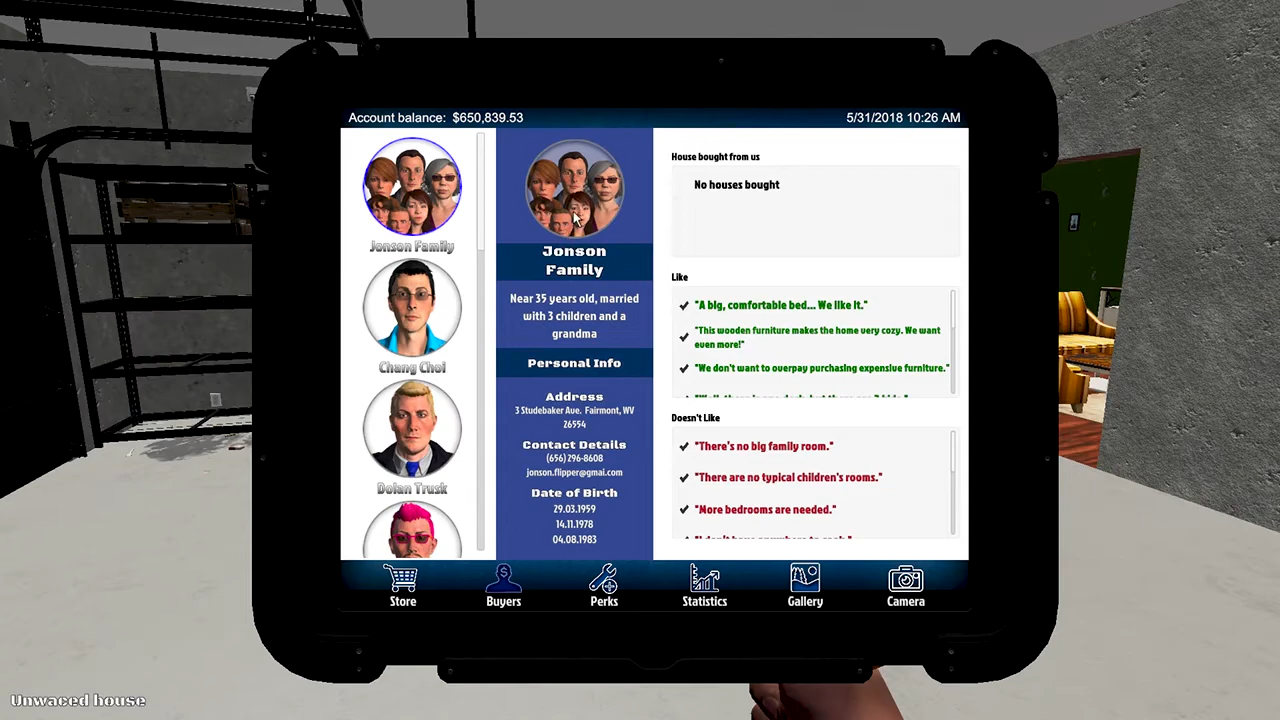 Account balance: $650,839.53
5/31/2018 10:26 AM
Jonson Family
Chang Choi
Dolan Trusk
Jonson
Family
Near 35 years old, married
with 3 children and a
grandma
Personal Info
Address
3 Studebaker Ave. Fairmont, WV
26554
Contact Details
(656) 296-8608
jonson.flipper@gmai.com
Date of Birth
29.03.1959
14.11.1978
04.08.1983
House bought from us
No houses bought
Like
"A big, comfortable bed... We like it."
"This wooden furniture makes the home very cozy. We want
even more!"
"We don't want to overpay purchasing expensive furniture."
Doesn't Like
"There's no big family room."
"There are no typical children's rooms."
"More bedrooms are needed."
Store
Buyers
Perks
Statistics
Gallery
Camera
Unwaced house